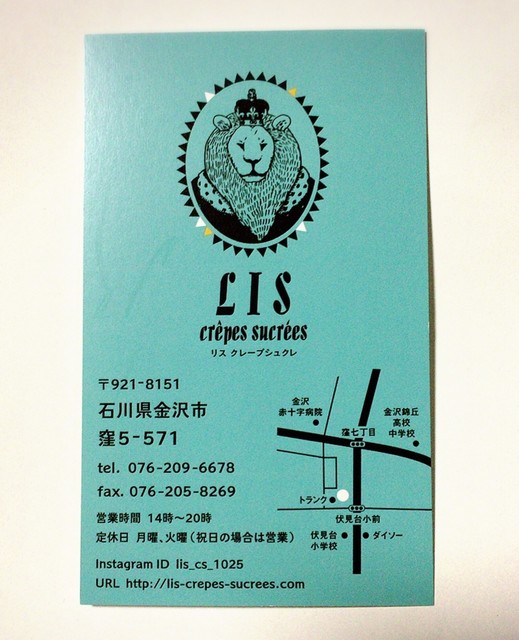 LIS
crêpes sucrées
リス クレープシュクレ
〒921-8151
石川県金沢市
窪5-571
tel. 076-209-6678
fax. 076-205-8269
営業時間 14時〜20時
定休日 月曜、火曜(祝日の場合は営業)
Instagram ID lis_cs_1025
URL http://lis-crepes-sucrees.com
金沢
赤十字病院
金沢錦丘
高校
中学校
窪七丁目
トランク
伏見台小前
伏見台
小学校
ダイソー